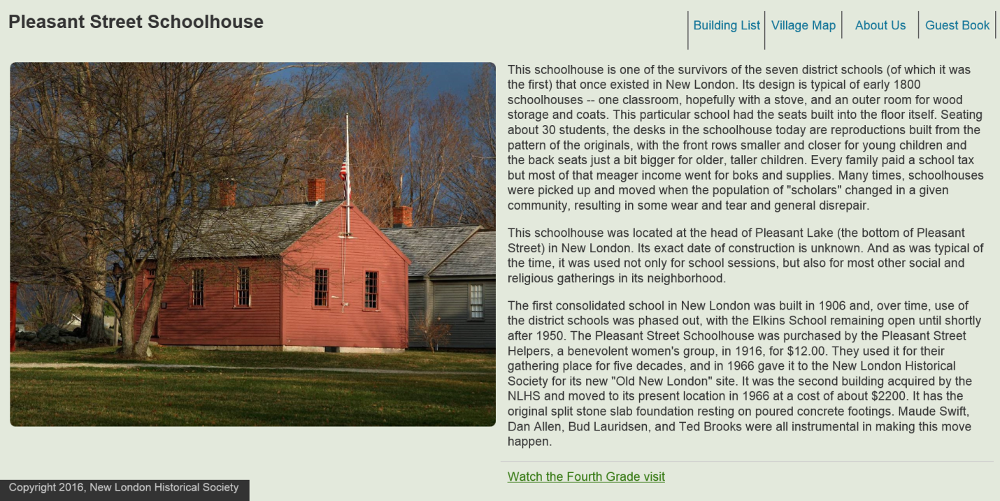 Pleasant Street Schoolhouse
Building List
Village Map
About Us
Guest Book
This schoolhouse is one of the survivors of the seven district schools (of which it was
the first) that once existed in New London. Its design is typical of early 1800
schoolhouses -- one classroom, hopefully with a stove, and an outer room for wood
storage and coats. This particular school had the seats built into the floor itself. Seating
about 30 students, the desks in the schoolhouse today are reproductions built from the
pattern of the originals, with the front rows smaller and closer for young children and
the back seats just a bit bigger for older, taller children. Every family paid a school tax
but most of that meager income went for boks and supplies. Many times, schoolhouses
were picked up and moved when the population of "scholars" changed in a given
community, resulting in some wear and tear and general disrepair.
This schoolhouse was located at the head of Pleasant Lake (the bottom of Pleasant
Street) in New London. Its exact date of construction is unknown. And as was typical of
the time, it was used not only for school sessions, but also for most other social and
religious gatherings in its neighborhood.
The first consolidated school in New London was built in 1906 and, over time, use of
the district schools was phased out, with the Elkins School remaining open until shortly
after 1950. The Pleasant Street Schoolhouse was purchased by the Pleasant Street
Helpers, a benevolent women's group, in 1916, for $12.00. They used it for their
gathering place for five decades, and in 1966 gave it to the New London Historical
Society for its new "Old New London" site. It was the second building acquired by the
NLHS and moved to its present location in 1966 at a cost of about $2200. It has the
original split stone slab foundation resting on poured concrete footings. Maude Swift,
Dan Allen, Bud Lauridsen, and Ted Brooks were all instrumental in making this move
happen.
Watch the Fourth Grade visit
Copyright 2016, New London Historical Society